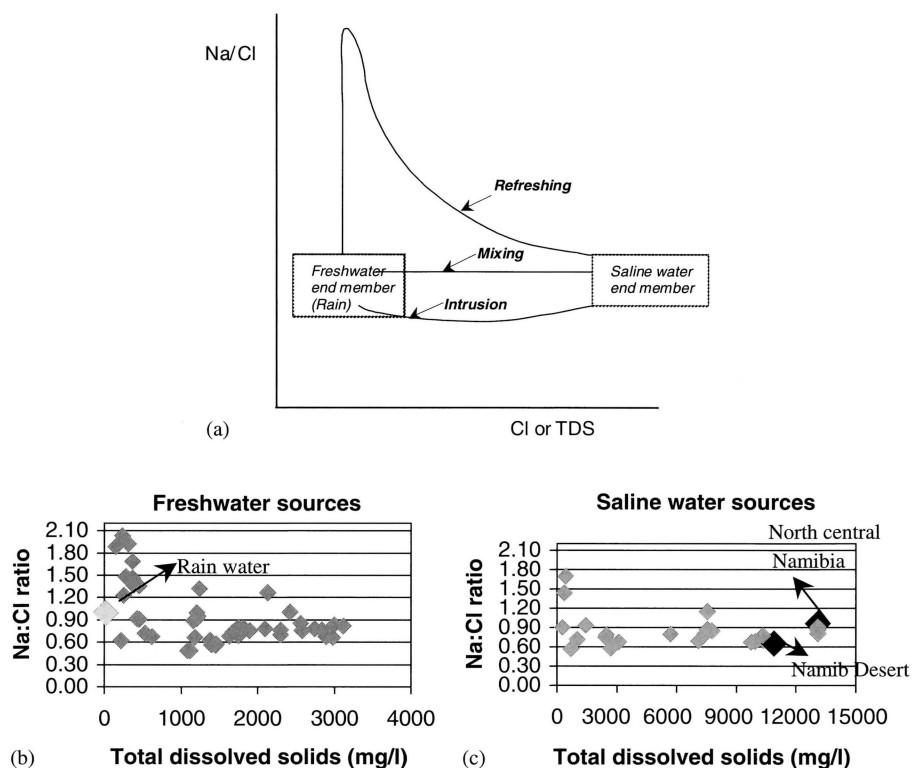 Na/Cl
Refreshing
Mixing
Freshwater
end member
(Rain)
Saline water
end member
Intrusion
(a)
Cl or TDS
Freshwater sources
Na:Cl ratio
2.10
1.80
1.50
1.20
0.90
0.60
0.30
0.00
Rain water
0 1000 2000 3000 4000
(b) Total dissolved solids (mg/l)
Saline water sources
North central
Namibia
Na:Cl ratio
2.10
1.80
1.50
1.20
0.90
0.60
0.30
0.00
Namib Desert
0 3000 6000 9000 12000 15000
(c) Total dissolved solids (mg/l)